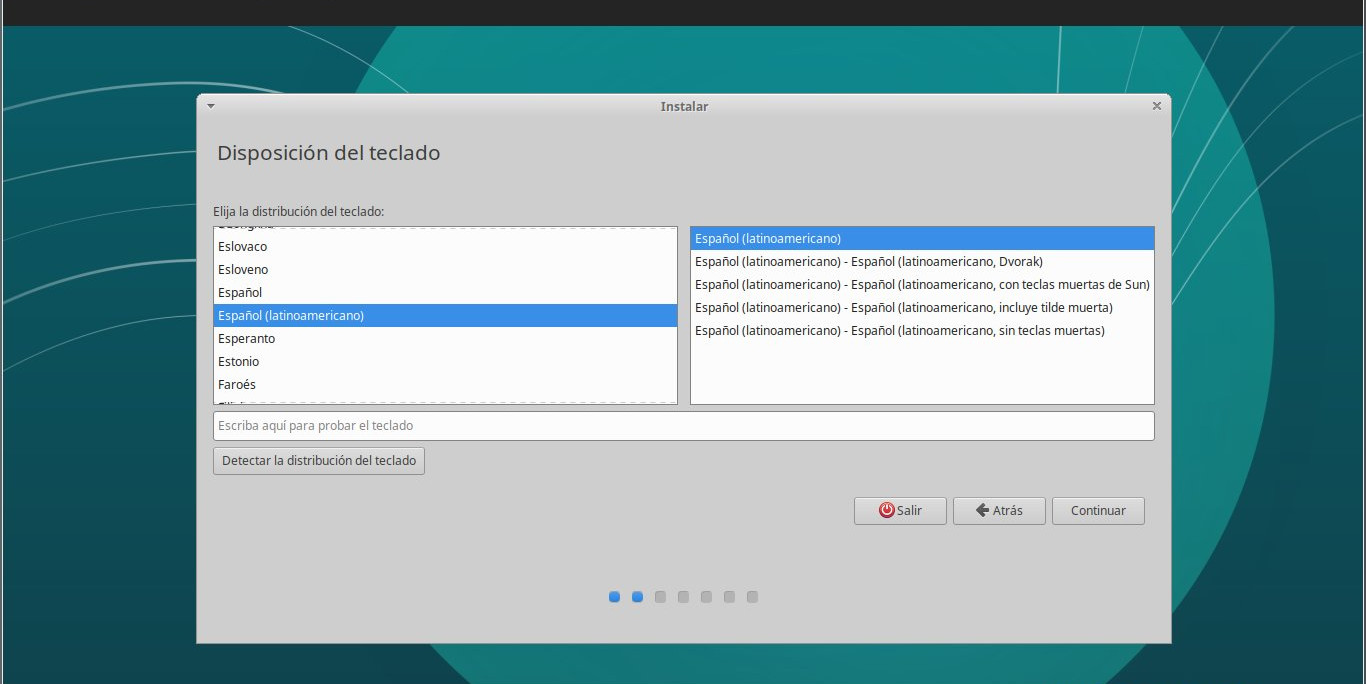 Instalar
Disposición del teclado
Elija la distribución del teclado:
Eslovaco
Esloveno
Español
Español (latinoamericano)
Esperanto
Estonio
Faroés
Español (latinoamericano)
Español (latinoamericano) - Español (latinoamericano, Dvorak)
Español (latinoamericano) - Español (latinoamericano, con teclas muertas de Sun)
Español (latinoamericano) - Español (latinoamericano, incluye tilde muerta)
Español (latinoamericano) - Español (latinoamericano, sin teclas muertas)
Escriba aquí para probar el teclado
Detectar la distribución del teclado
Salir
Atrás
Continuar